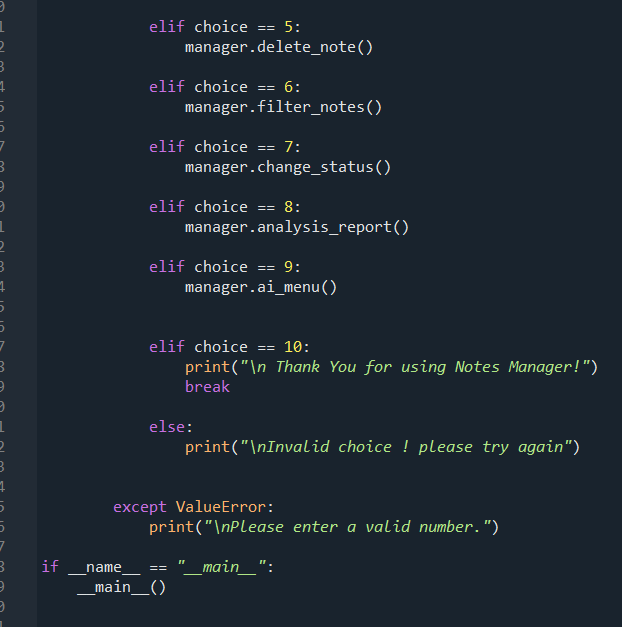 elif choice == 5:
manager.delete_note()
elif choice == 6:
manager.filter_notes()
elif choice == 7:
manager.change_status()
elif choice == 8:
manager.analysis_report()
elif choice == 9:
manager.ai_menu()
elif choice == 10:
print("\n Thank You for using Notes Manager!")
break
else:
print("\nInvalid choice ! please try again")
except ValueError:
print("\nPlease enter a valid number.")
if __name__ == "__main__":
__main__()